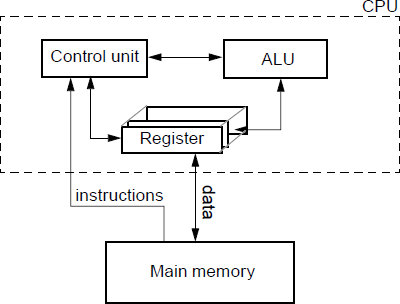 CPU
Control unit
ALU
Register
instructions
data
Main memory